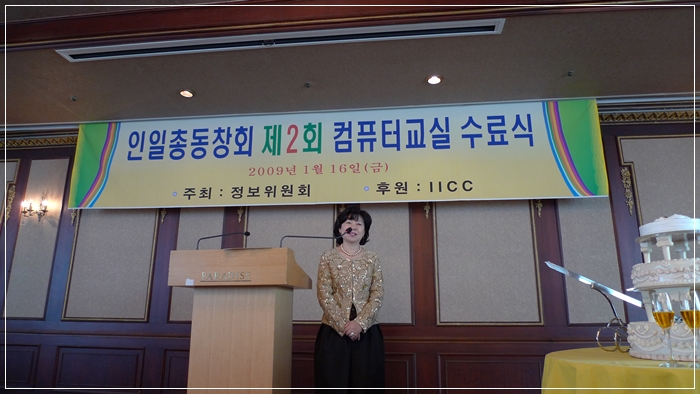 인일총동창회 제2회 컴퓨터교실 수료식
2009년 1월 16일(금)
◦ 주최 : 정보위원회 ◦ 후원 : IICC
PARADISE